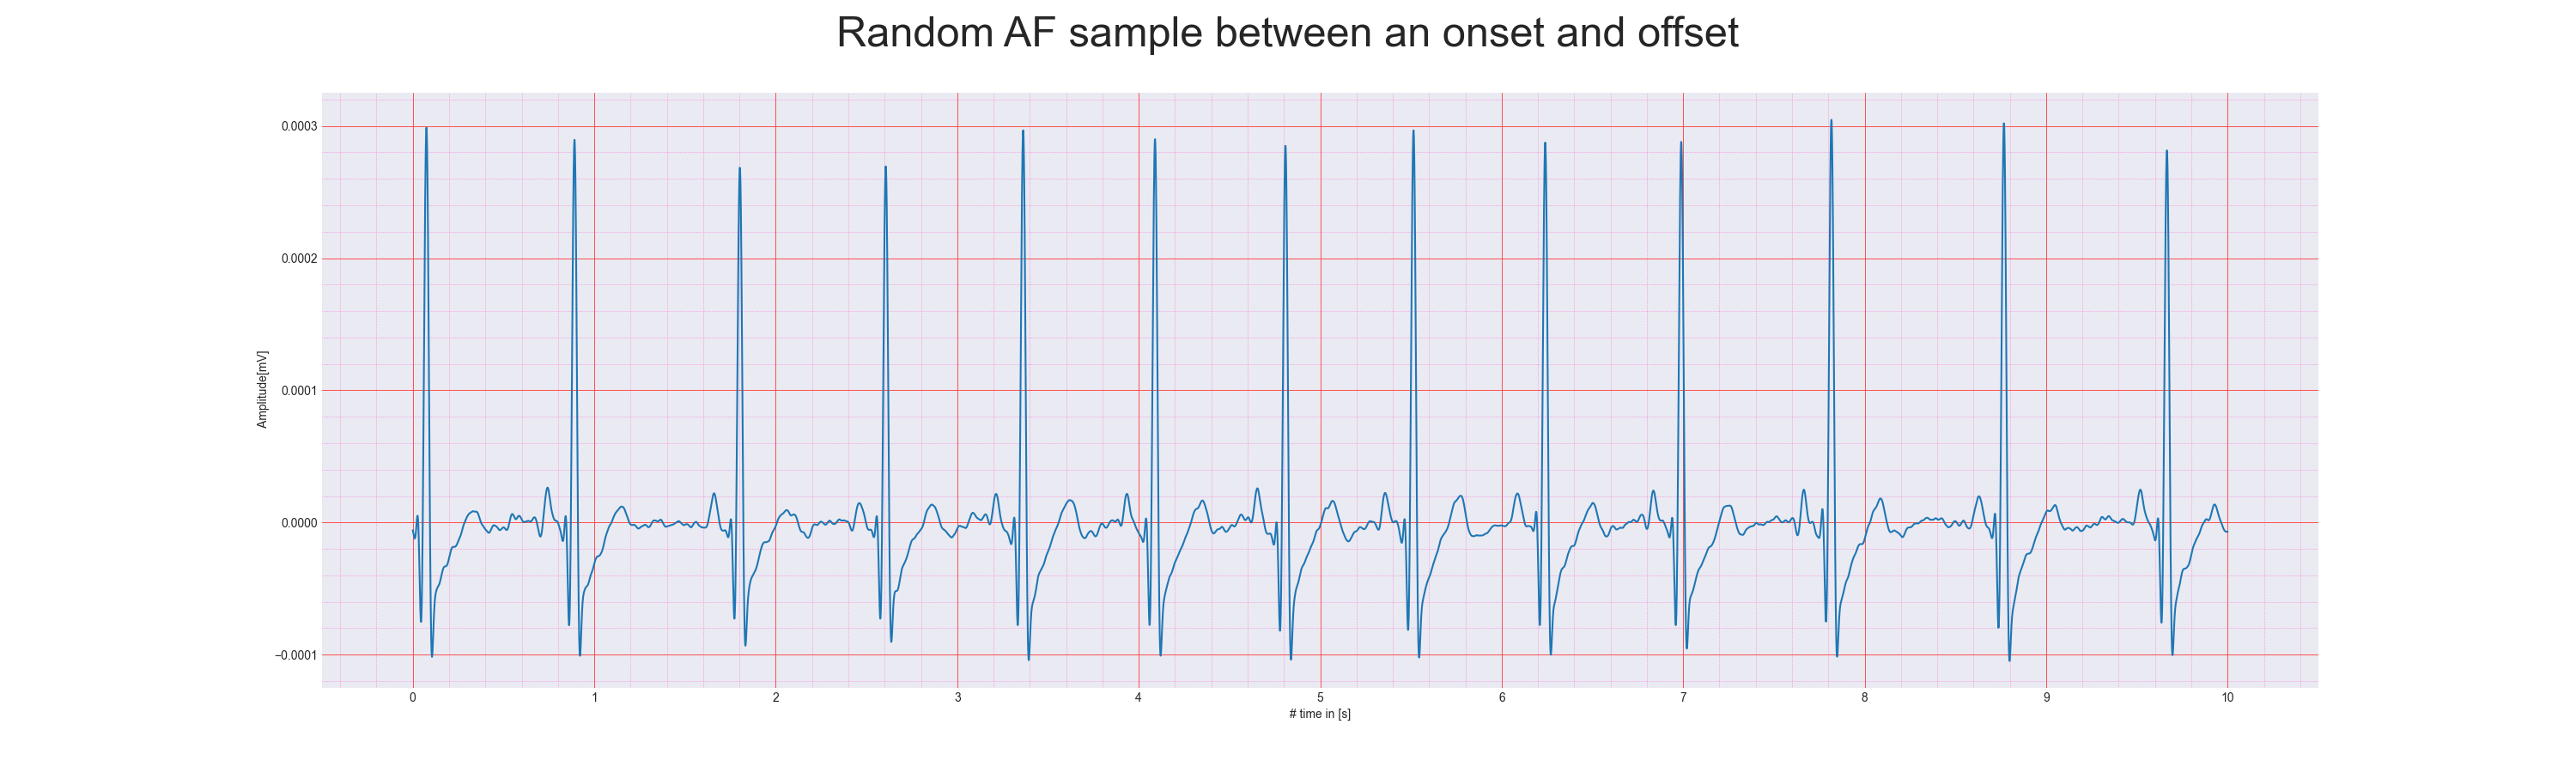 Random AF sample between an onset and offset
0.0003
0.0002
0.0001
0.0000
−0.0001
Amplitude[mV]
0 1 2 3 4 5 6 7 8 9 10
# time in [s]